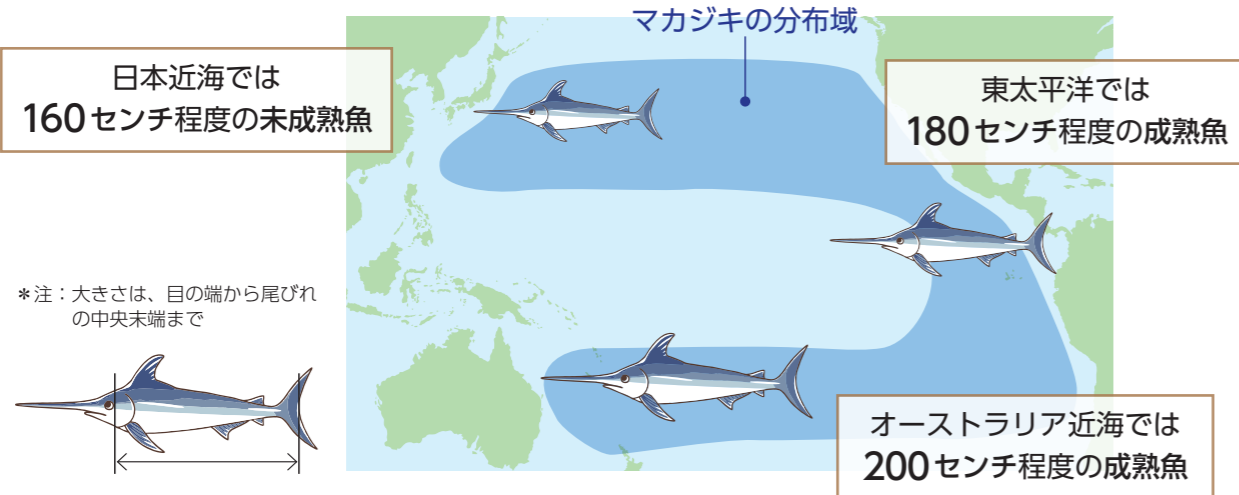 マカジキの分布域
日本近海では
160センチ程度の未成熟魚
東太平洋では
180センチ程度の成熟魚
＊注：大きさは、目の端から尾びれ
の中央末端まで
オーストラリア近海では
200センチ程度の成熟魚